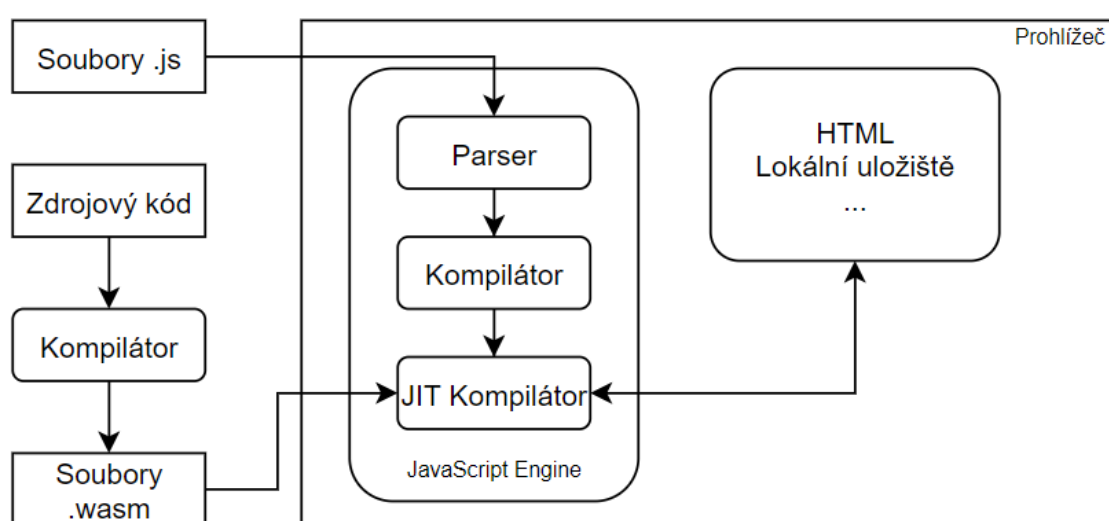 Soubory .js
Prohlížeč
Parser
HTML
Lokální uložiště
...
Zdrojový kód
Kompilátor
Kompilátor
JIT Kompilátor
JavaScript Engine
Soubory
.wasm